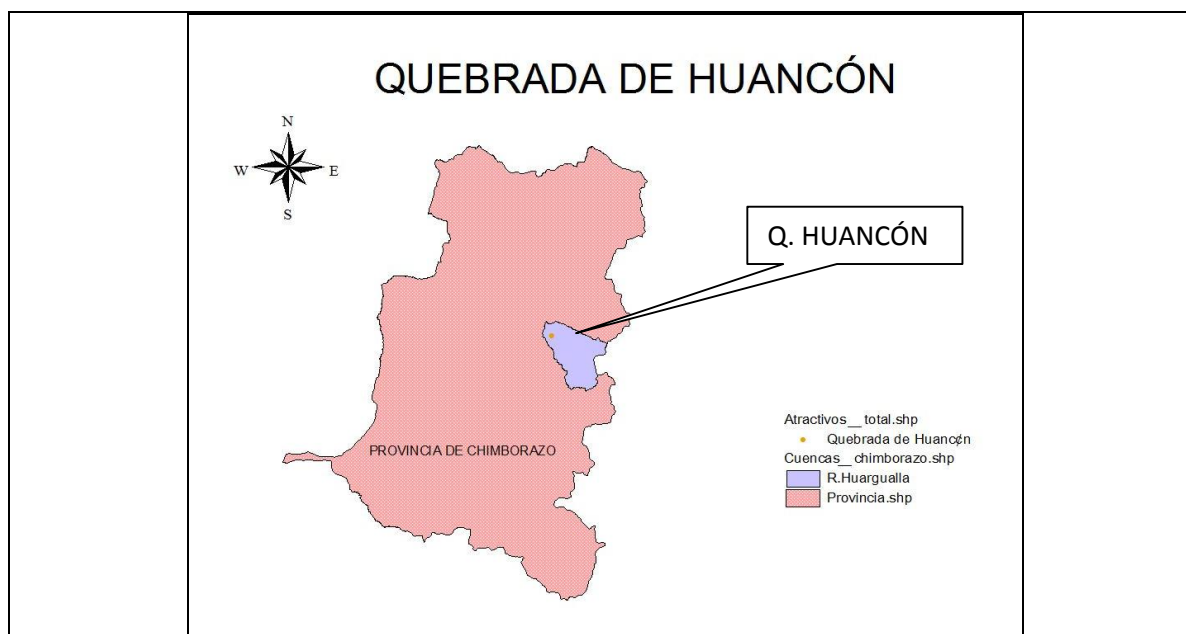 QUEBRADA DE HUANCÓN
N
W E
S
Q. HUANCÓN
PROVINCIA DE CHIMBORAZO
Atractivos__total.shp
Quebrada de Huanc¢n
Cuencas__chimborazo.shp
R.Huargualla
Provincia.shp